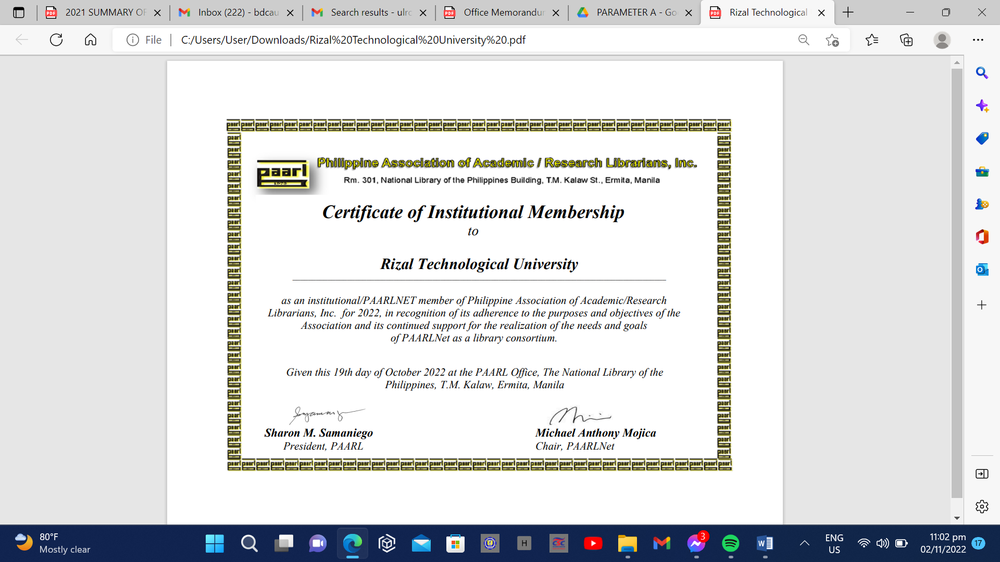 2021 SUMMARY OF
Inbox (222) - bdcau
Search results - ulrc
Office Memorandum
PARAMETER A - Go
Rizal Technological
File
C:/Users/User/Downloads/Rizal%20Technological%20University%20.pdf
paarl
1973
Philippine Association of Academic / Research Librarians, Inc.
Rm. 301, National Library of the Philippines Building, T.M. Kalaw St., Ermita, Manila
Certificate of Institutional Membership
to
Rizal Technological University
as an institutional/PAARLNET member of Philippine Association of Academic/Research
Librarians, Inc. for 2022, in recognition of its adherence to the purposes and objectives of the
Association and its continued support for the realization of the needs and goals
of PAARLNet as a library consortium.
Given this 19th day of October 2022 at the PAARL Office, The National Library of the
Philippines, T.M. Kalaw, Ermita, Manila
Sharon M. Samaniego
President, PAARL
Michael Anthony Mojica
Chair, PAARLNet
80°F
Mostly clear
H
CSC
3
W
ENG
US
11:02 pm
02/11/2022
17